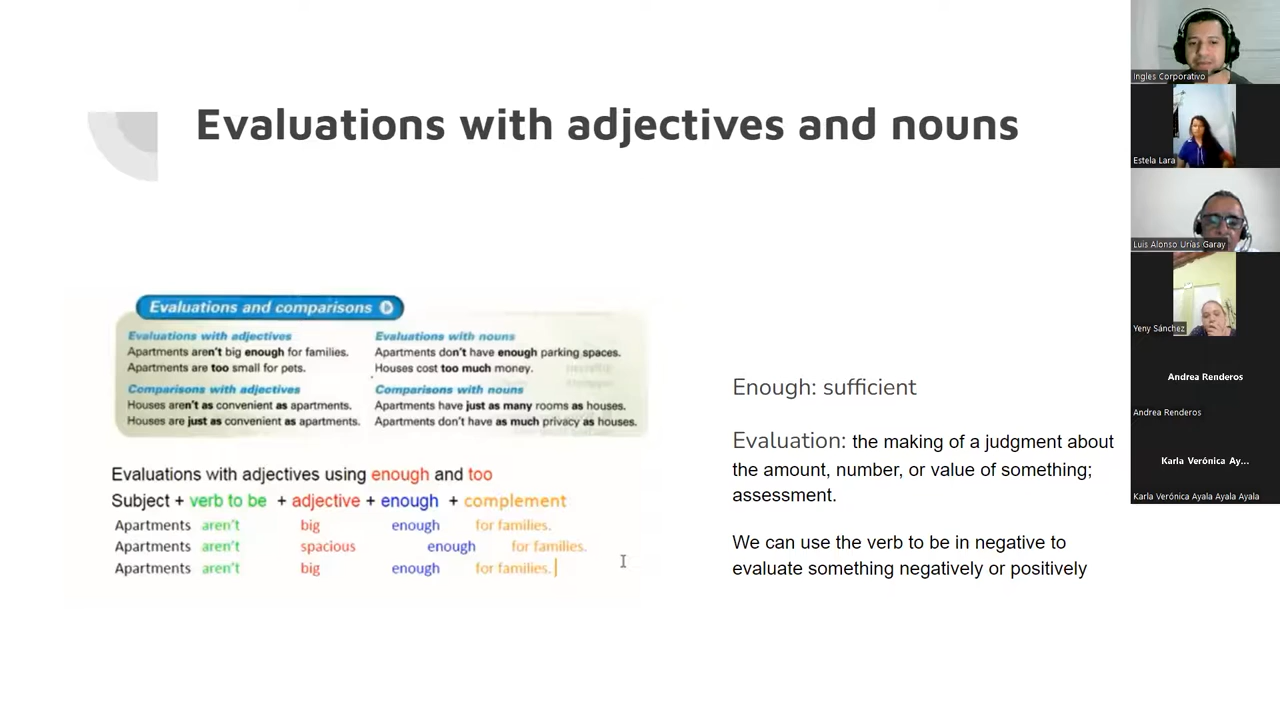 Evaluations with adjectives and nouns
Evaluations and comparisons
Evaluations with adjectives
Apartments aren't big enough for families.
Apartments are too small for pets.
Comparisons with adjectives
Houses aren't as convenient as apartments.
Houses are just as convenient as apartments.
Evaluations with nouns
Apartments don't have enough parking spaces.
Houses cost too much money.
Comparisons with nouns
Apartments have just as many rooms as houses.
Apartments don't have as much privacy as houses.
Evaluations with adjectives using enough and too
Subject + verb to be + adjective + enough + complement
Apartments aren't big enough for families.
Apartments aren't spacious enough for families.
Apartments aren't big enough for families.
Enough: sufficient
Evaluation: the making of a judgment about
the amount, number, or value of something;
assessment.
We can use the verb to be in negative to
evaluate something negatively or positively
Ingles Corporativo
Estela Lara
Luis Alonso Urías Garay
Yeny Sánchez
Andrea Renderos
Andrea Renderos
Karla Verónica Ay...
Karla Verónica Ayala Ayala Ayala